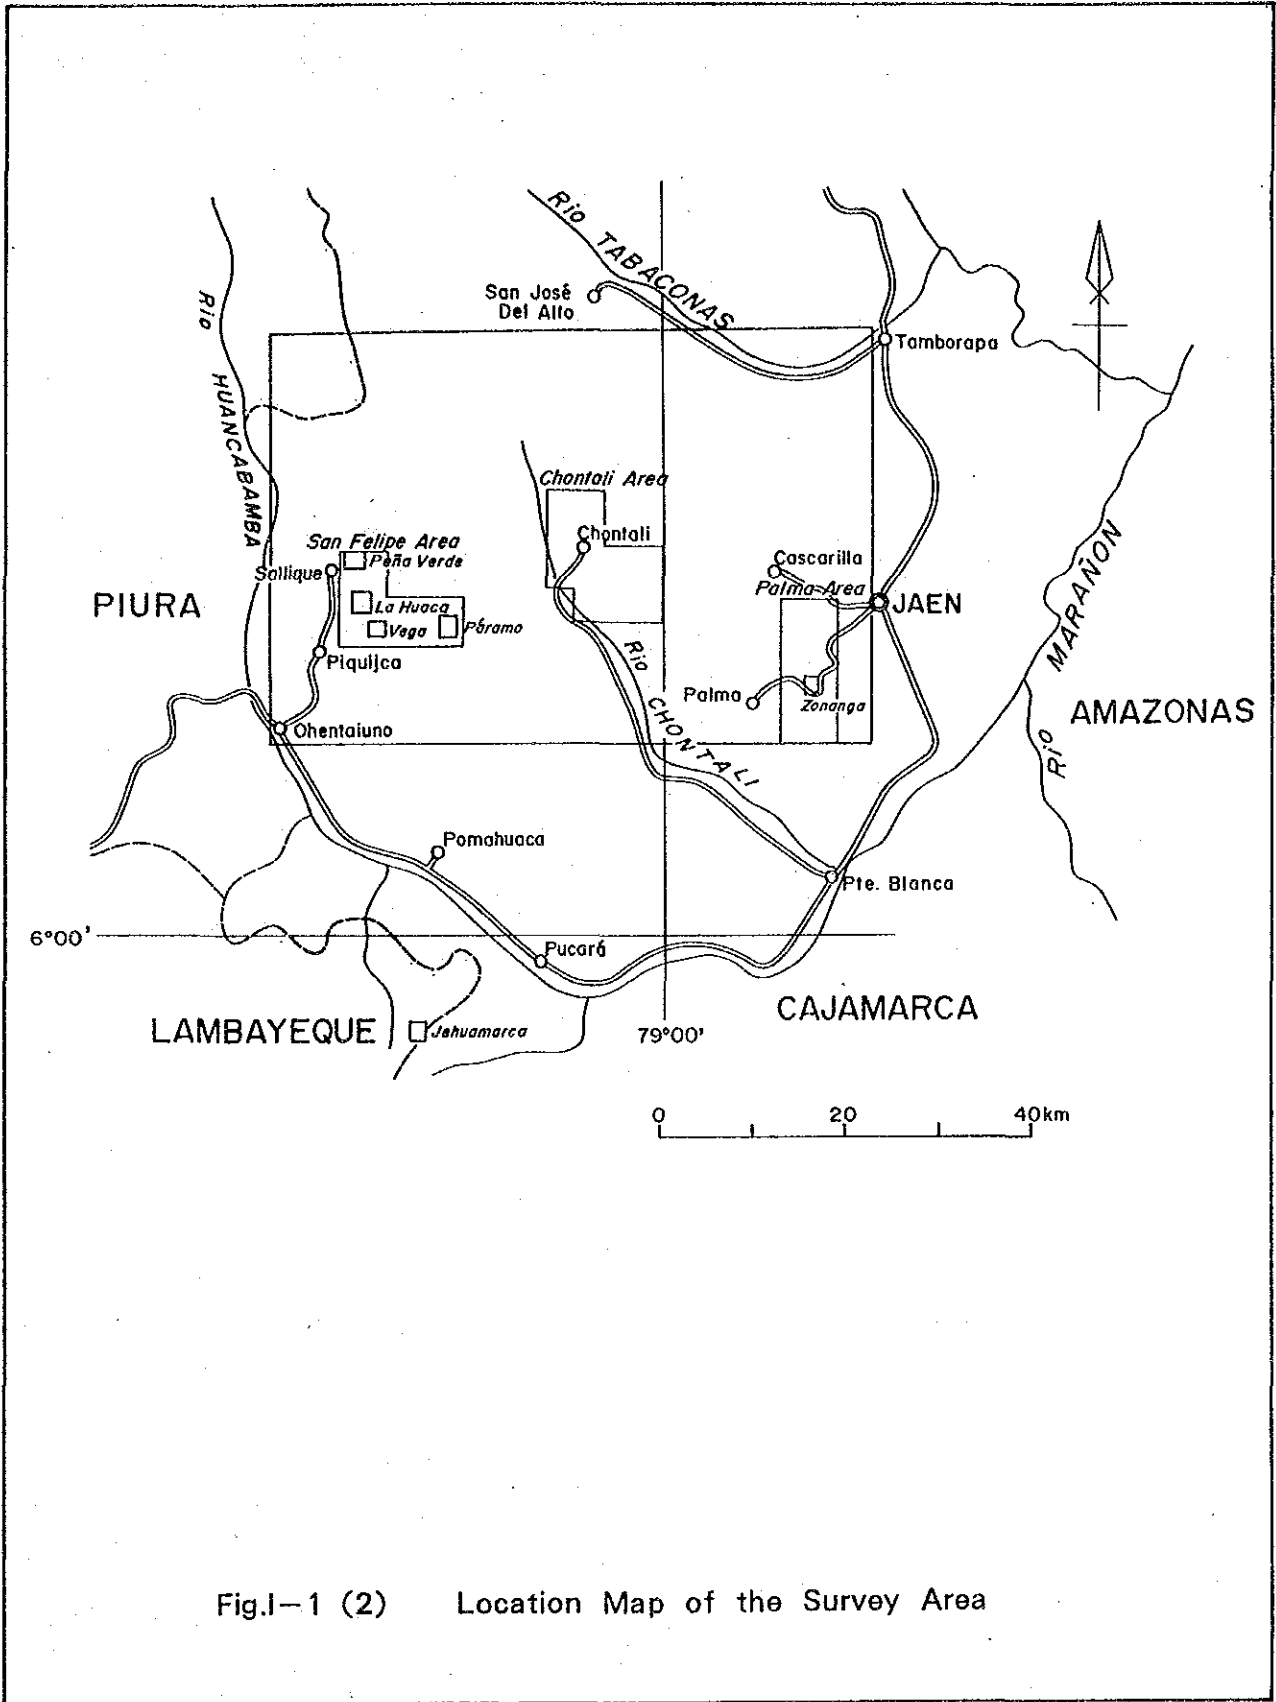 Rio TABACONAS
San José
Del Alto
Rio HUANCABAMBA
Tamborapa
Chontali Area
Chontali
San Felipe Area
Peña Verde
Sallique
Cascarilla
Palma Area
PIURA
La Huaca
JAEN
Vega
Páramo
Rio MARAÑON
Piquijca
Rio CHONTALI
Palma
Zonanga
AMAZONAS
Ohentaiuno
Pomahuaca
Pte. Blanca
6°00'
Pucará
CAJAMARCA
LAMBAYEQUE
Jehuamarca
79°00'
0 20 40km
Fig.I-1 (2) Location Map of the Survey Area